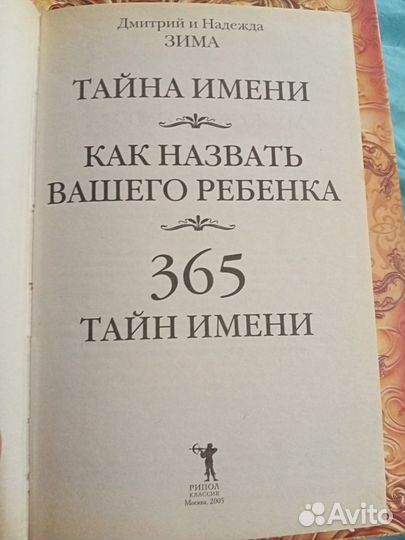 Дмитрий и Надежда
ЗИМА
ТАЙНА ИМЕНИ
КАК НАЗВАТЬ
ВАШЕГО РЕБЕНКА
365
ТАЙН ИМЕНИ
РИПОЛ
КЛАССИК
Москва, 2005
Avito